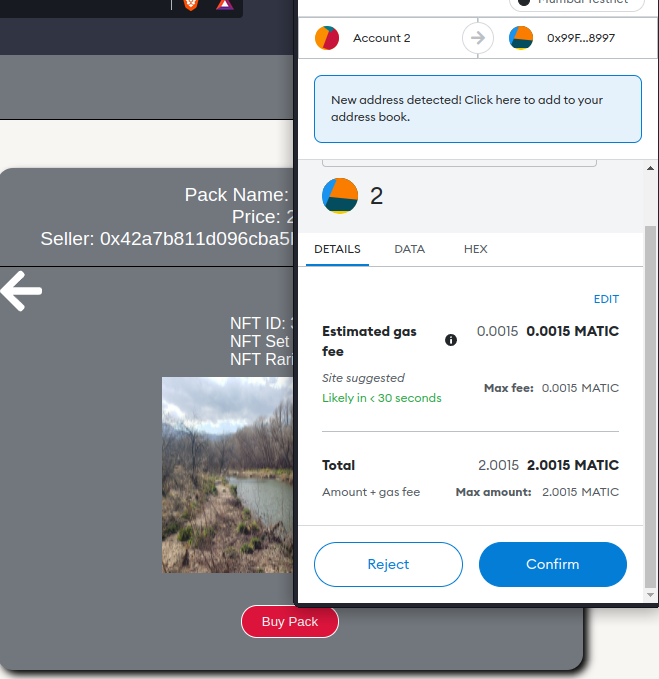 Mumbai Testnet
Account 2
0x99F...8997
New address detected! Click here to add to your
address book.
2
DETAILS DATA HEX
EDIT
Estimated gas
fee
0.0015 0.0015 MATIC
Site suggested
Likely in < 30 seconds
Max fee: 0.0015 MATIC
Total 2.0015 2.0015 MATIC
Amount + gas fee Max amount: 2.0015 MATIC
Reject Confirm
Pack Name:
Price: 2
Seller: 0x42a7b811d096cba5
NFT ID:
NFT Set
NFT Rari
Buy Pack